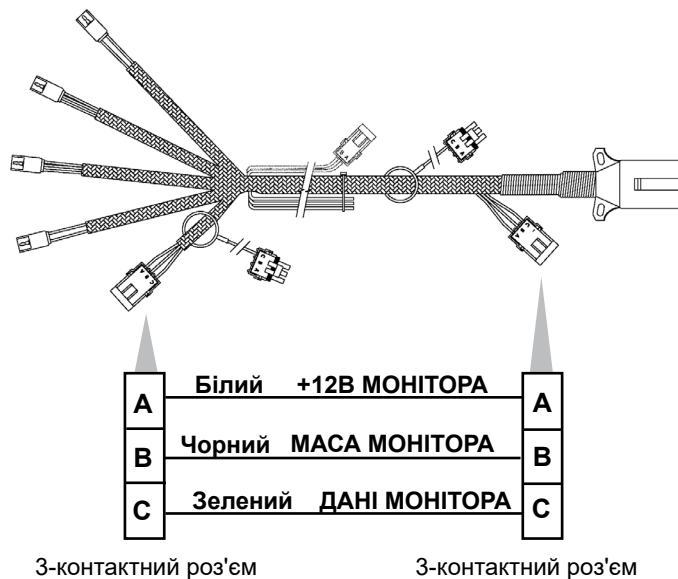 A Білий +12В МОНІТОРА A
B Чорний МАСА МОНІТОРА B
C Зелений ДАНІ МОНІТОРА C
3-контактний роз'єм 3-контактний роз'єм